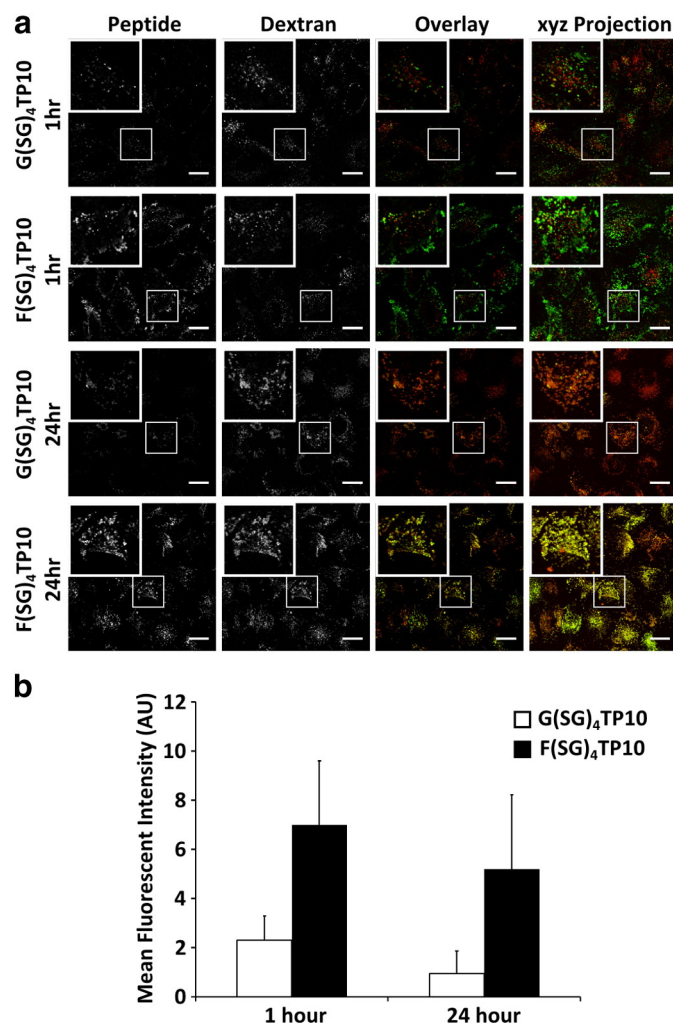 a
Peptide Dextran Overlay xyz Projection
G(SG)₄TP10
1hr
F(SG)₄TP10
1hr
G(SG)₄TP10
24hr
F(SG)₄TP10
24hr
b
Mean Fluorescent Intensity (AU)
12
10
8
6
4
2
0
G(SG)₄TP10
F(SG)₄TP10
1 hour 24 hour